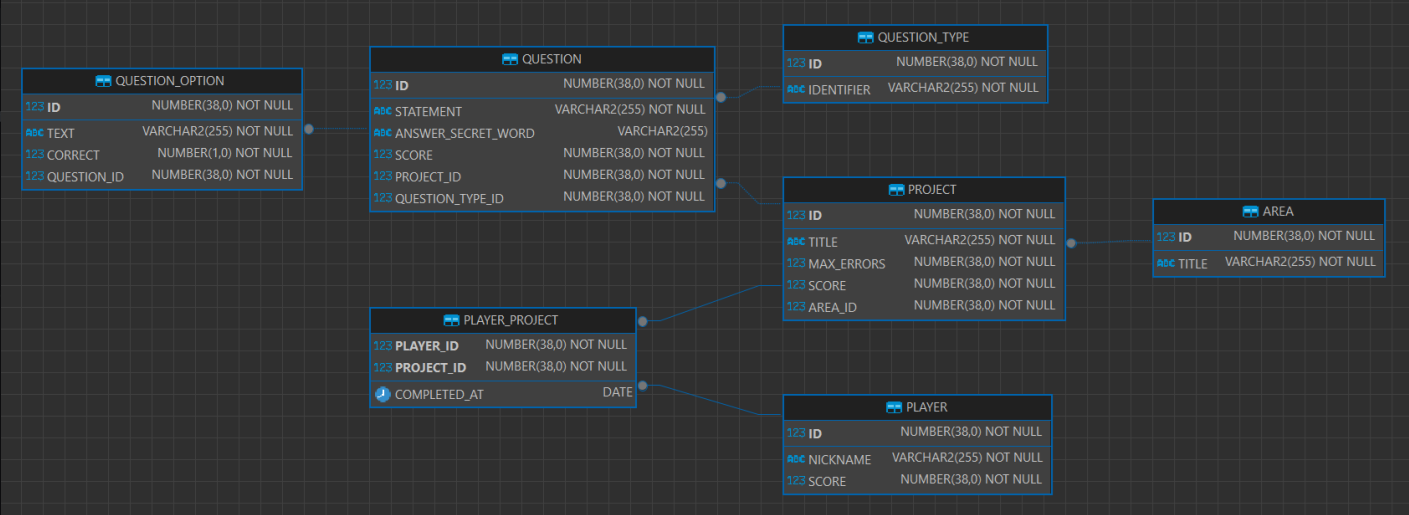 QUESTION_OPTION
123 ID NUMBER(38,0) NOT NULL
ABC TEXT VARCHAR2(255) NOT NULL
123 CORRECT NUMBER(1,0) NOT NULL
123 QUESTION_ID NUMBER(38,0) NOT NULL
QUESTION
123 ID NUMBER(38,0) NOT NULL
ABC STATEMENT VARCHAR2(255) NOT NULL
ABC ANSWER_SECRET_WORD VARCHAR2(255)
123 SCORE NUMBER(38,0) NOT NULL
123 PROJECT_ID NUMBER(38,0) NOT NULL
123 QUESTION_TYPE_ID NUMBER(38,0) NOT NULL
QUESTION_TYPE
123 ID NUMBER(38,0) NOT NULL
ABC IDENTIFIER VARCHAR2(255) NOT NULL
PROJECT
123 ID NUMBER(38,0) NOT NULL
ABC TITLE VARCHAR2(255) NOT NULL
123 MAX_ERRORS NUMBER(38,0) NOT NULL
123 SCORE NUMBER(38,0) NOT NULL
123 AREA_ID NUMBER(38,0) NOT NULL
AREA
123 ID NUMBER(38,0) NOT NULL
ABC TITLE VARCHAR2(255) NOT NULL
PLAYER_PROJECT
123 PLAYER_ID NUMBER(38,0) NOT NULL
123 PROJECT_ID NUMBER(38,0) NOT NULL
COMPLETED_AT DATE
PLAYER
123 ID NUMBER(38,0) NOT NULL
ABC NICKNAME VARCHAR2(255) NOT NULL
123 SCORE NUMBER(38,0) NOT NULL